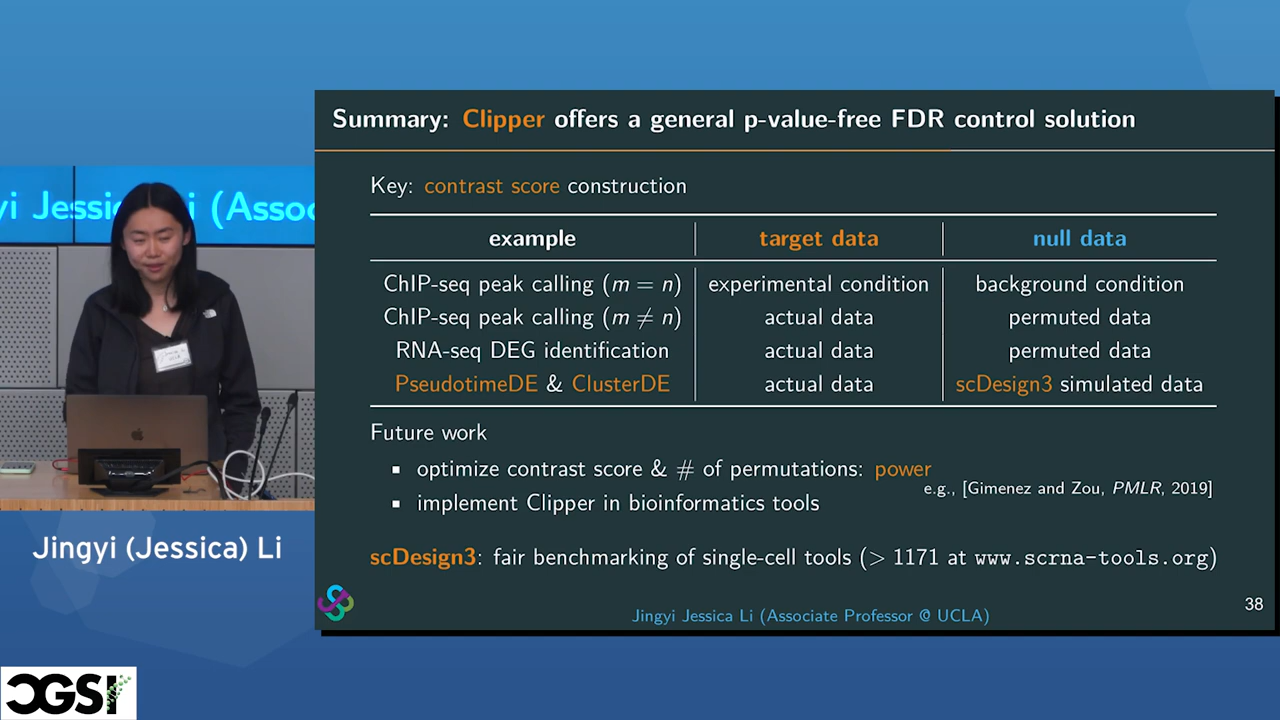 Summary: Clipper offers a general p-value-free FDR control solution
Key: contrast score construction
example target data null data
ChIP-seq peak calling (m = n) experimental condition background condition
ChIP-seq peak calling (m ≠ n) actual data permuted data
RNA-seq DEG identification actual data permuted data
PseudotimeDE & ClusterDE actual data scDesign3 simulated data
Future work
▪ optimize contrast score & # of permutations: power
e.g., [Gimenez and Zou, PMLR, 2019]
▪ implement Clipper in bioinformatics tools
scDesign3: fair benchmarking of single-cell tools (> 1171 at www.scrna-tools.org)
Jingyi Jessica Li (Associate Professor @ UCLA)
38
yi Jessic i (Assoc
Jingyi (Jessica) Li
CGSI